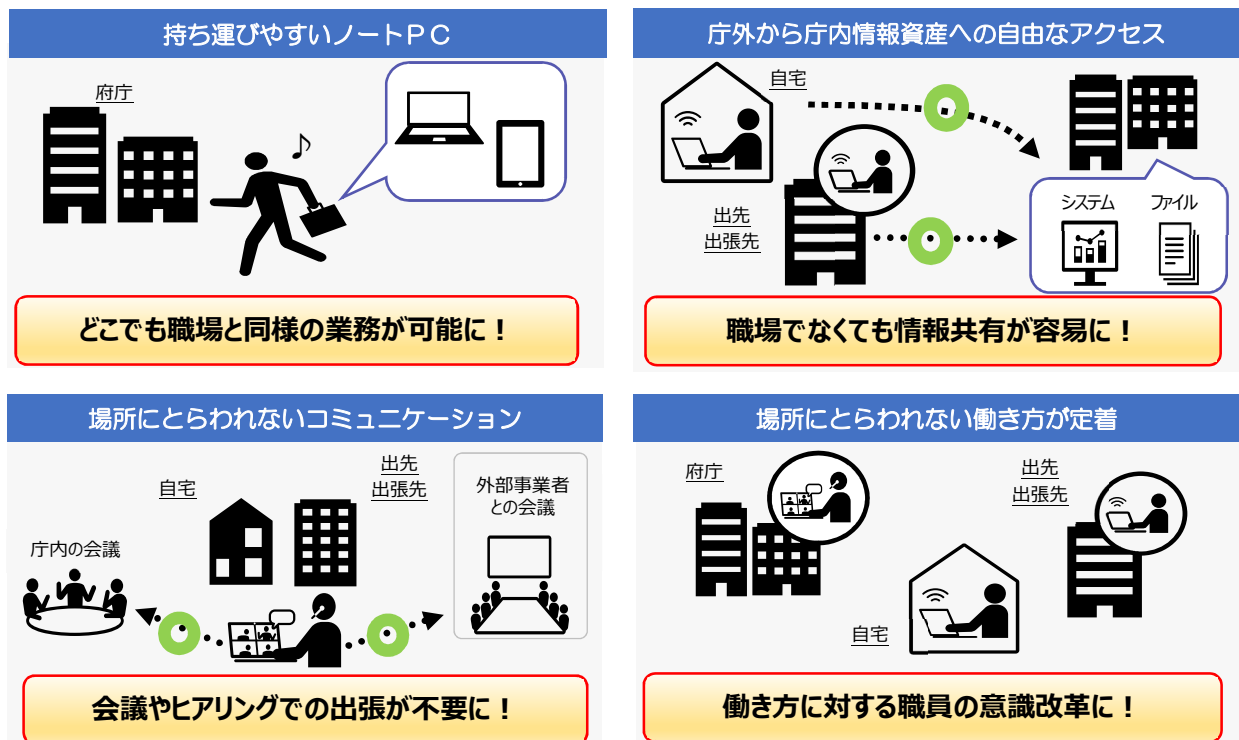 持ち運びやすいノートＰＣ
府庁
♪
どこでも職場と同様の業務が可能に！
庁外から庁内情報資産への自由なアクセス
自宅
出先
出張先
システム
ファイル
職場でなくても情報共有が容易に！
場所にとらわれないコミュニケーション
自宅
出先
出張先
外部事業者
との会議
庁内の会議
会議やヒアリングでの出張が不要に！
場所にとらわれない働き方が定着
府庁
出先
出張先
自宅
働き方に対する職員の意識改革に！